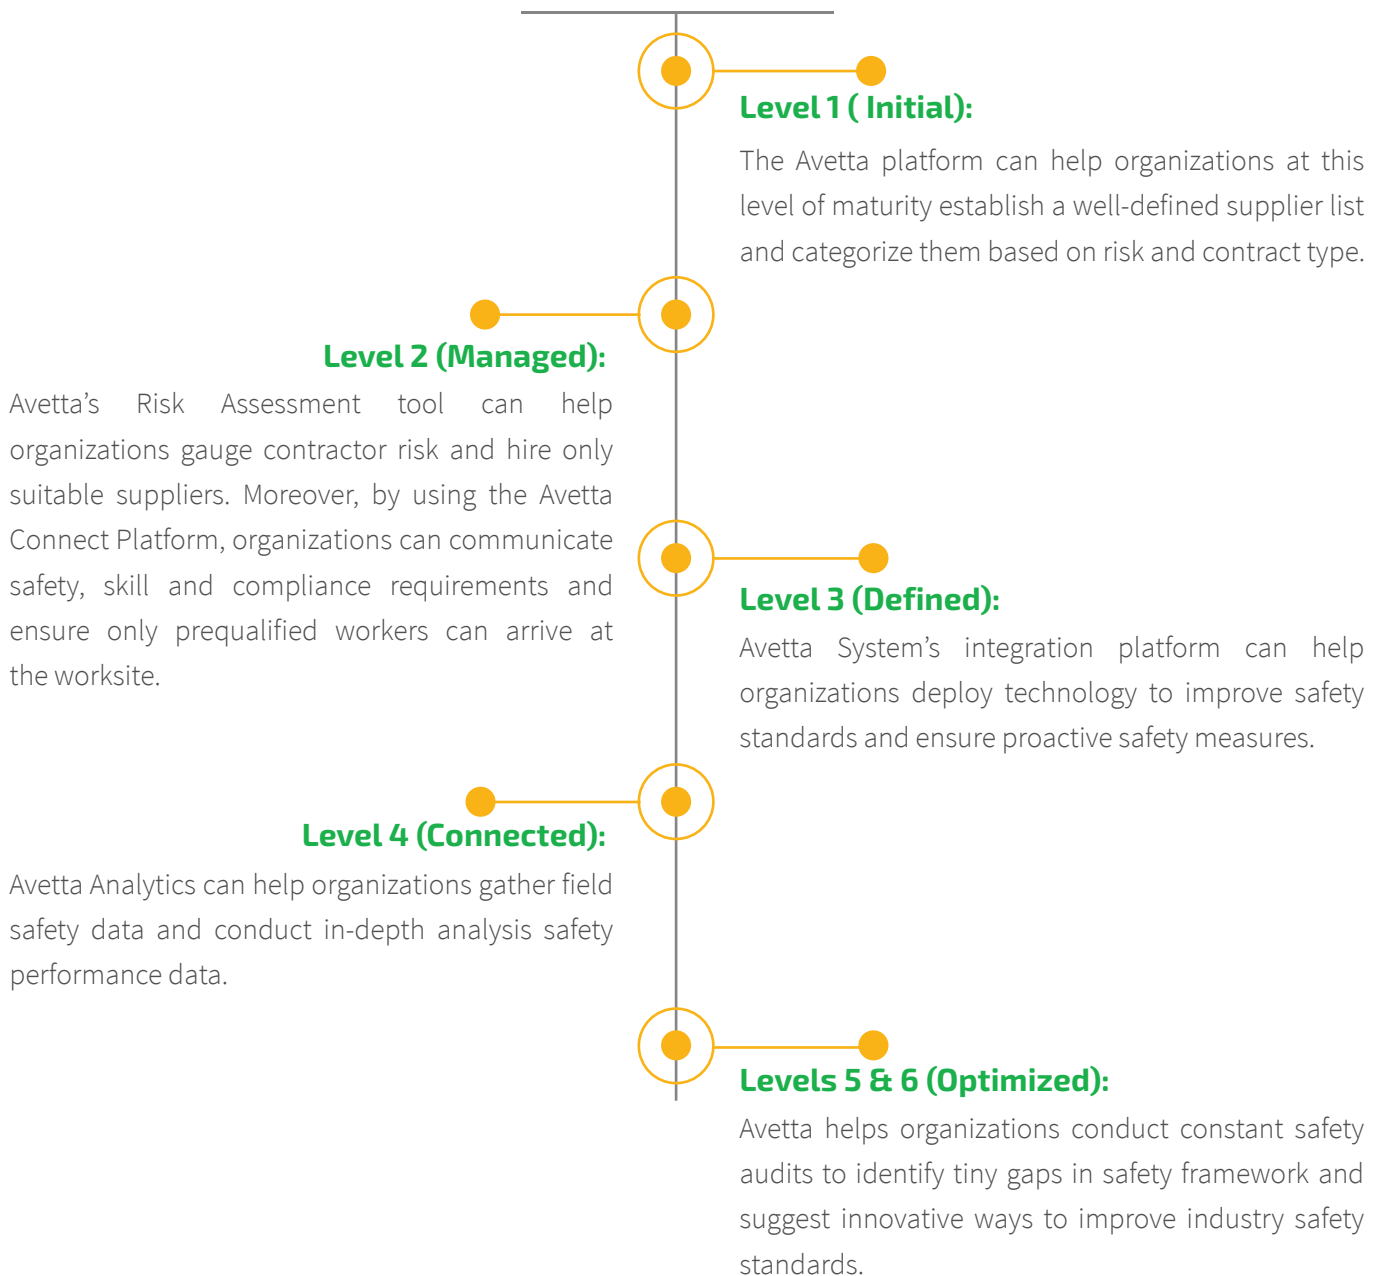 Level 1 ( Initial):
The Avetta platform can help organizations at this
level of maturity establish a well-defined supplier list
and categorize them based on risk and contract type.
Level 2 (Managed):
Avetta’s Risk Assessment tool can help
organizations gauge contractor risk and hire only
suitable suppliers. Moreover, by using the Avetta
Connect Platform, organizations can communicate
safety, skill and compliance requirements and
ensure only prequalified workers can arrive at
the worksite.
Level 3 (Defined):
Avetta System’s integration platform can help
organizations deploy technology to improve safety
standards and ensure proactive safety measures.
Level 4 (Connected):
Avetta Analytics can help organizations gather field
safety data and conduct in-depth analysis safety
performance data.
Levels 5 & 6 (Optimized):
Avetta helps organizations conduct constant safety
audits to identify tiny gaps in safety framework and
suggest innovative ways to improve industry safety
standards.